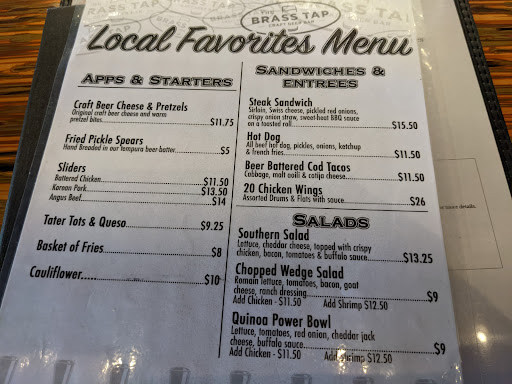 The
BRASS TAP
CRAFT BEER BAR
Local Favorites Menu
APPS & STARTERS
Craft Beer Cheese & Pretzels
Original craft beer cheese and warm
pretzel bites. $11.75
Fried Pickle Spears
Hand Breaded in our tempura beer batter. $5
Sliders
Battered Chicken $11.50
Korean Pork $13.50
Angus Beef $14
Tater Tots & Queso $9.25
Basket of Fries $8
Cauliflower..... $10
SANDWICHES &
ENTREES
Steak Sandwich
Sirloin, Swiss cheese, pickled red onions,
crispy onion straw, sweet-heat BBQ sauce
on a toasted roll $15.50
Hot Dog
All beef hot dog, pickles, onions, ketchup
& french fries $11.50
Beer Battered Cod Tacos
Cabbage, malt aoili & cotija cheese $11.50
20 Chicken Wings
Assorted Drums & Flats with sauce $26
SALADS
Southern Salad
Lettuce, cheddar cheese, topped with crispy
chicken, bacon, tomatoes & buffalo sauce $13.25
Chopped Wedge Salad
Romain lettuce, tomatoes, bacon, goat
cheese, ranch dressing $9
Add Chicken - $11.50 Add Shrimp $12.50
Quinoa Power Bowl
Lettuce, tomatoes, red onion, cheddar jack
cheese, buffalo sauce $9
Add Chicken - $11.50 Add Shrimp $12.50